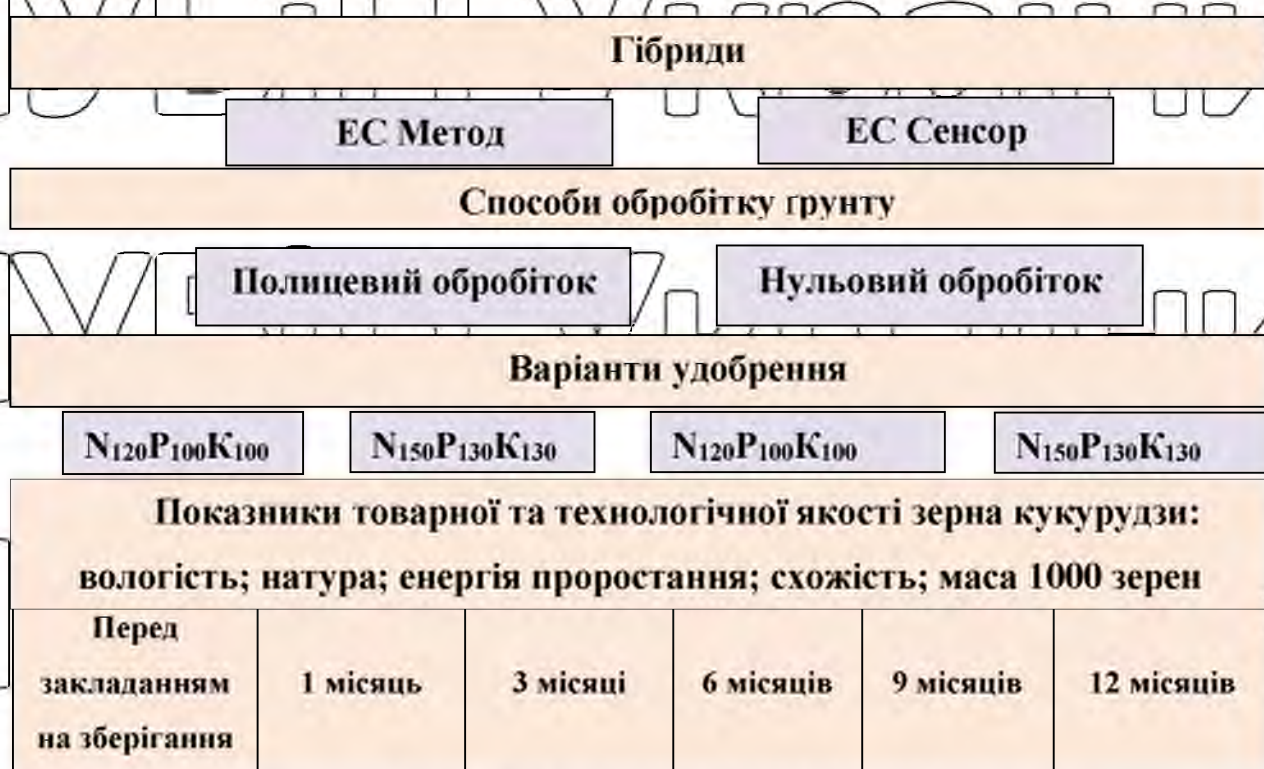 Гібриди
ЕС Метод
ЕС Сенсор
Способи обробітку ґрунту
Полицевий обробіток
Нульовий обробіток
Варіанти удобрення
N₁₂₀P₁₀₀K₁₀₀
N₁₅₀P₁₃₀K₁₃₀
N₁₂₀P₁₀₀K₁₀₀
N₁₅₀P₁₃₀K₁₃₀
Показники товарної та технологічної якості зерна кукурудзи:
вологість; натура; енергія проростання; схожість; маса 1000 зерен
Перед
закладанням
на зберігання
1 місяць
3 місяці
6 місяців
9 місяців
12 місяців